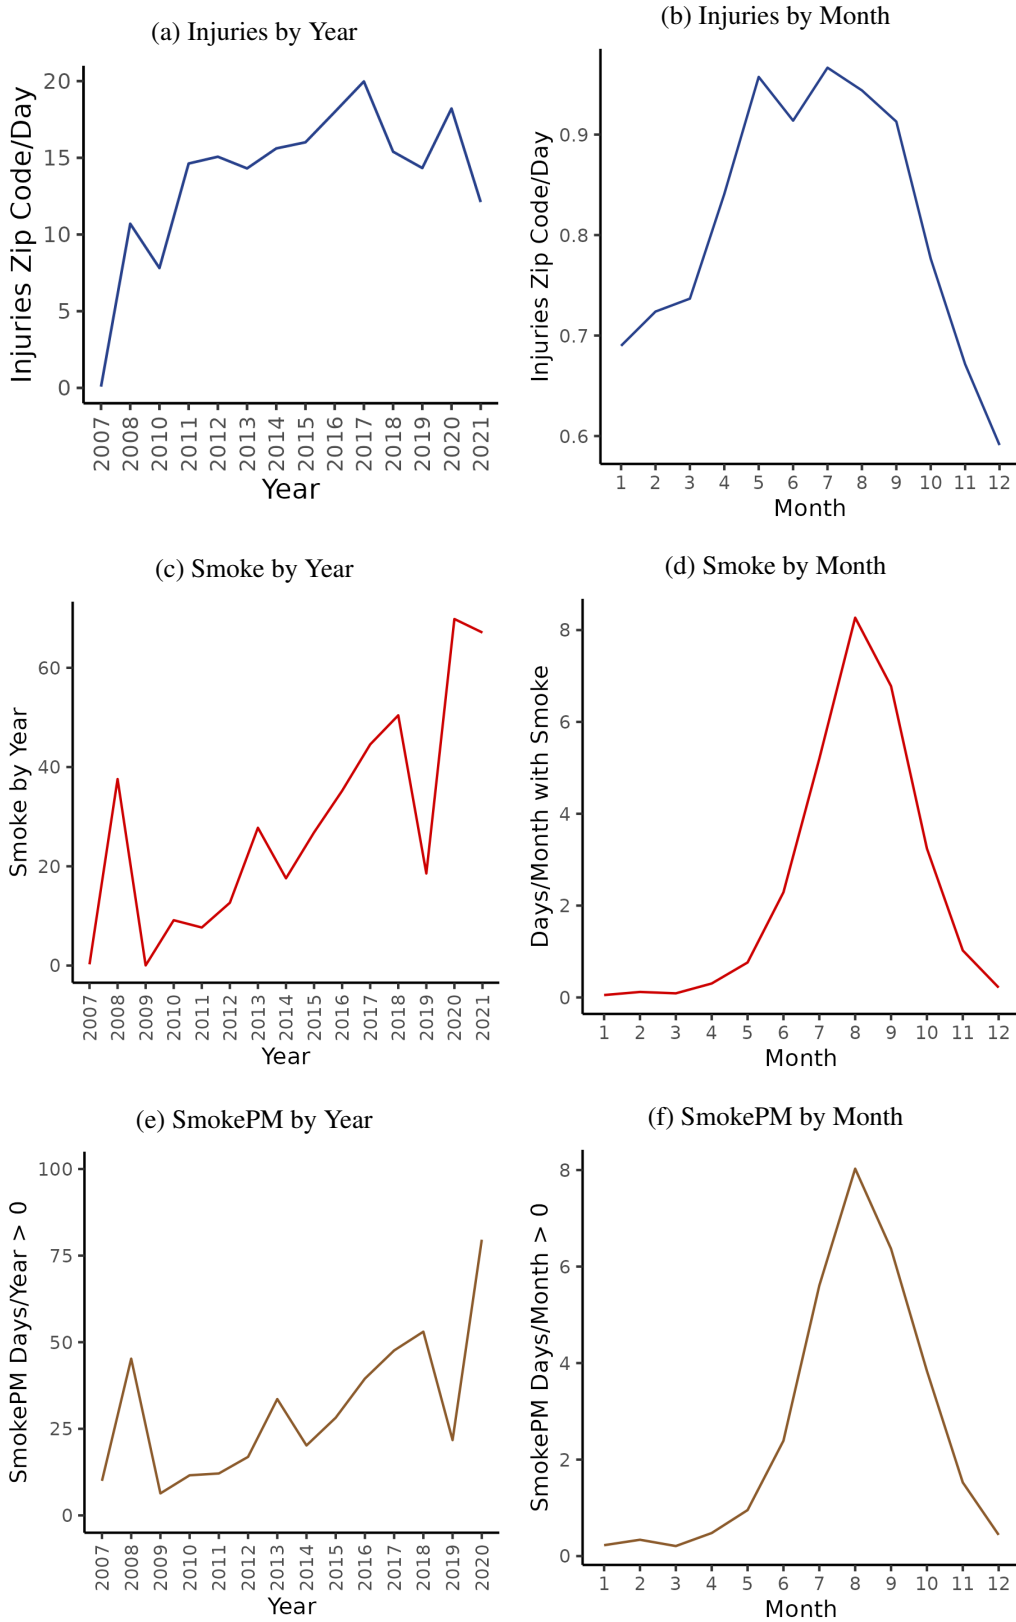 (a) Injuries by Year
Injuries Zip Code/Day
20
15
10
5
0
2007 2008 2010 2011 2012 2013 2014 2015 2016 2017 2018 2019 2020 2021
Year
(b) Injuries by Month
Injuries Zip Code/Day
0.9
0.8
0.7
0.6
1 2 3 4 5 6 7 8 9 10 11 12
Month
(c) Smoke by Year
Smoke by Year
60
40
20
0
2007 2008 2009 2010 2011 2012 2013 2014 2015 2016 2017 2018 2019 2020 2021
Year
(d) Smoke by Month
Days/Month with Smoke
8
6
4
2
0
1 2 3 4 5 6 7 8 9 10 11 12
Month
(e) SmokePM by Year
SmokePM Days/Year > 0
100
75
50
25
0
2007 2008 2009 2010 2011 2012 2013 2014 2015 2016 2017 2018 2019 2020
Year
(f) SmokePM by Month
SmokePM Days/Month > 0
8
6
4
2
0
1 2 3 4 5 6 7 8 9 10 11 12
Month